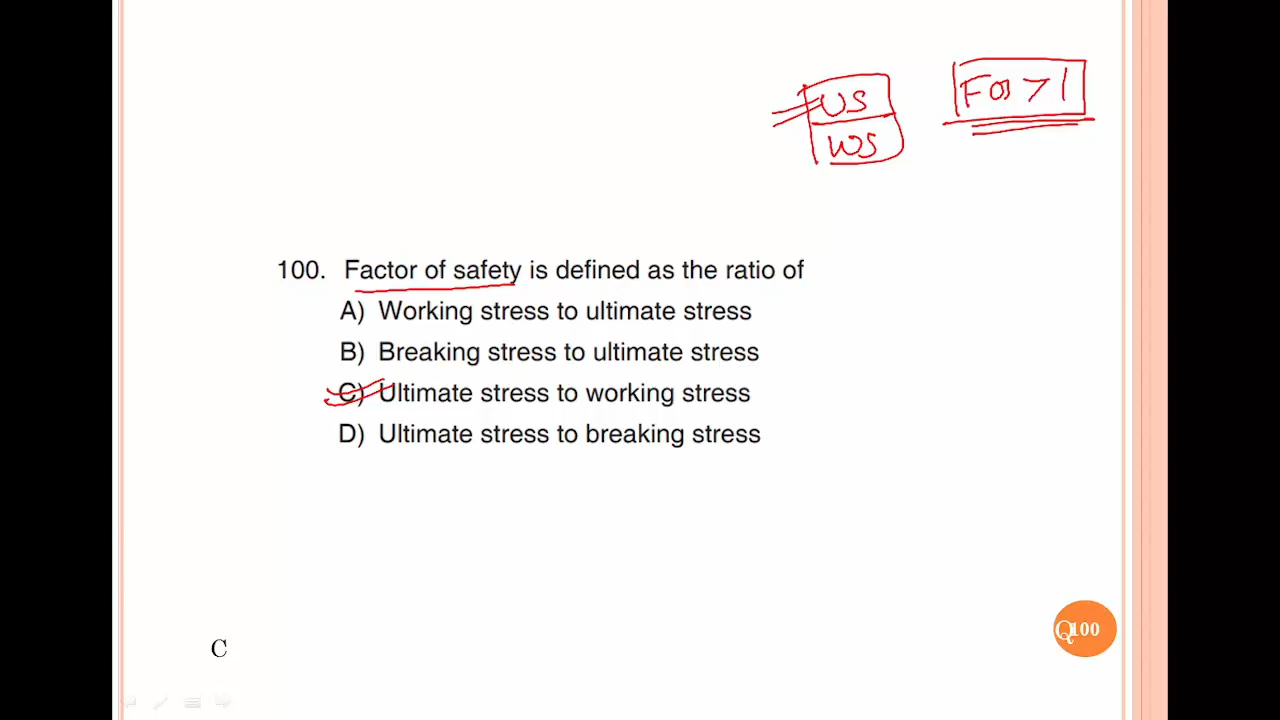 US
WS
Fos > 1
100. Factor of safety is defined as the ratio of
A) Working stress to ultimate stress
B) Breaking stress to ultimate stress
C) Ultimate stress to working stress
D) Ultimate stress to breaking stress
Q100
C